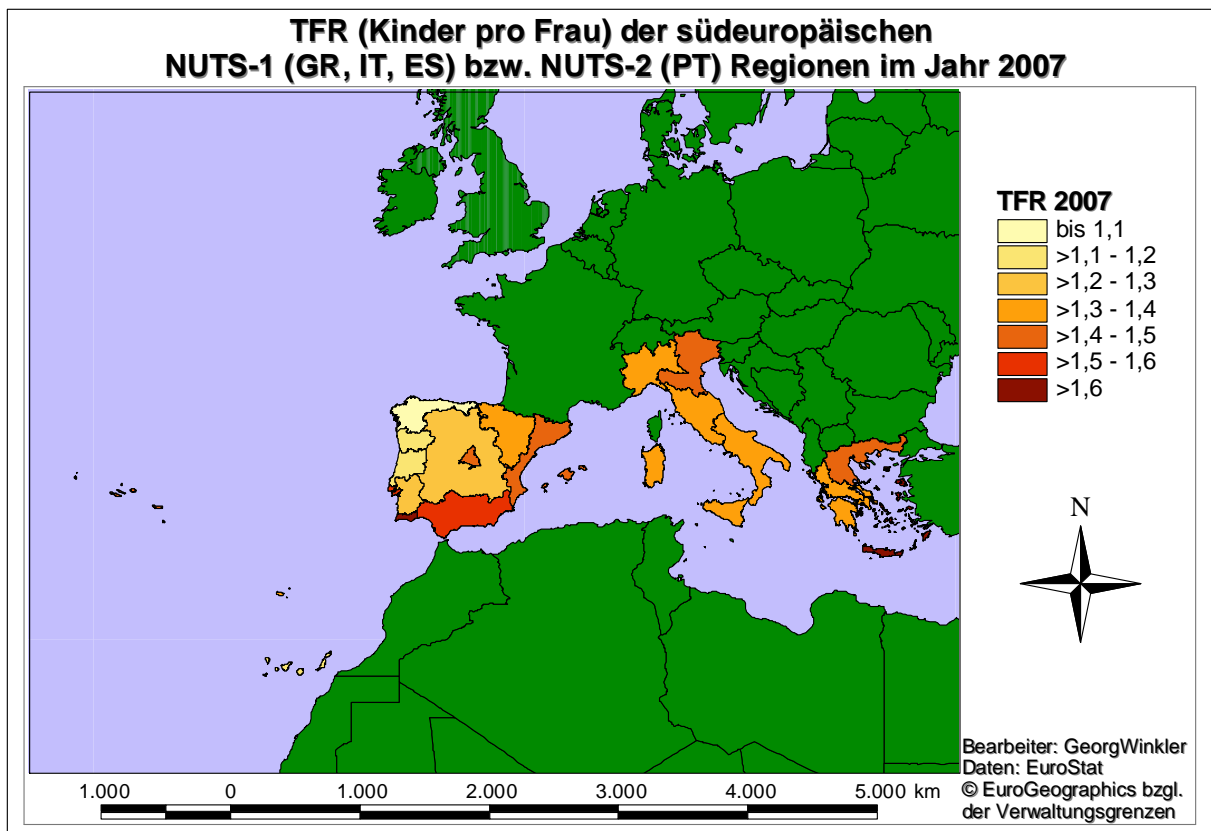 TFR (Kinder pro Frau) der südeuropäischen
NUTS-1 (GR, IT, ES) bzw. NUTS-2 (PT) Regionen im Jahr 2007
TFR 2007
bis 1,1
>1,1 - 1,2
>1,2 - 1,3
>1,3 - 1,4
>1,4 - 1,5
>1,5 - 1,6
>1,6
N
Bearbeiter: GeorgWinkler
Daten: EuroStat
© EuroGeographics bzgl.
der Verwaltungsgrenzen
1.000 0 1.000 2.000 3.000 4.000 5.000 km